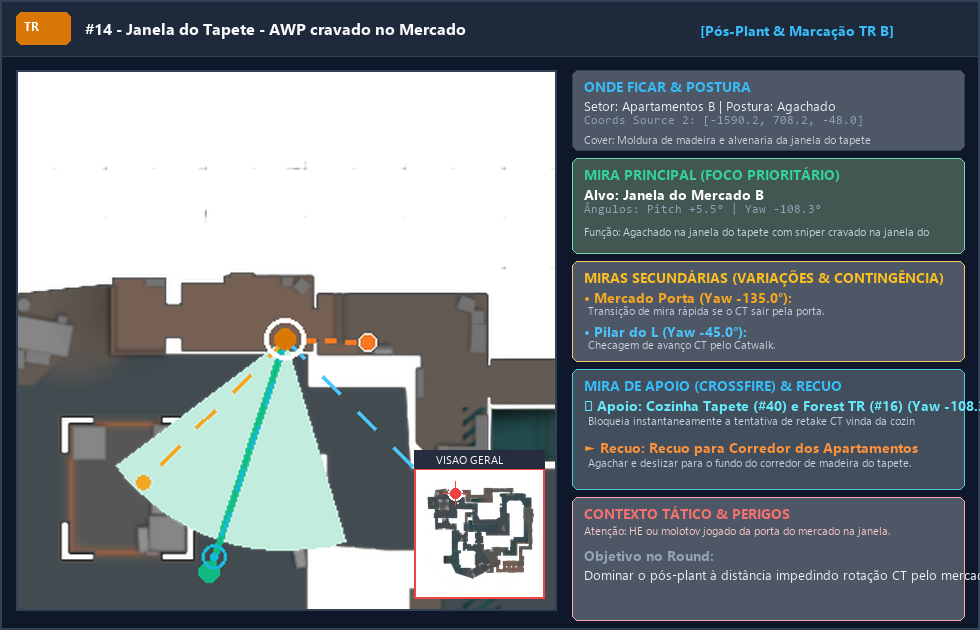 TR
#14 - Janela do Tapete - AWP cravado no Mercado
[Pós-Plant & Marcação TR B]
ONDE FICAR & POSTURA
Setor: Apartamentos B | Postura: Agachado
Coords Source 2: [-1590.2, 708.2, -48.0]
Cover: Moldura de madeira e alvenaria da janela do tapete
MIRA PRINCIPAL (FOCO PRIORITÁRIO)
Alvo: Janela do Mercado B
Ângulos: Pitch +5.5° | Yaw -108.3°
Função: Agachado na janela do tapete com sniper cravado na janela do
MIRAS SECUNDÁRIAS (VARIAÇÕES & CONTINGÊNCIA)
• Mercado Porta (Yaw -135.0°):
Transição de mira rápida se o CT sair pela porta.
• Pilar do L (Yaw -45.0°):
Checagem de avanço CT pelo Catwalk.
MIRA DE APOIO (CROSSFIRE) & RECUO
Apoio: Cozinha Tapete (#40) e Forest TR (#16) (Yaw -108.
Bloqueia instantaneamente a tentativa de retake CT vinda da cozin
► Recuo: Recuo para Corredor dos Apartamentos
Agachar e deslizar para o fundo do corredor de madeira do tapete.
CONTEXTO TÁTICO & PERIGOS
Atenção: HE ou molotov jogado da porta do mercado na janela.
Objetivo no Round:
Dominar o pós-plant à distância impedindo rotação CT pelo merca
VISAO GERAL